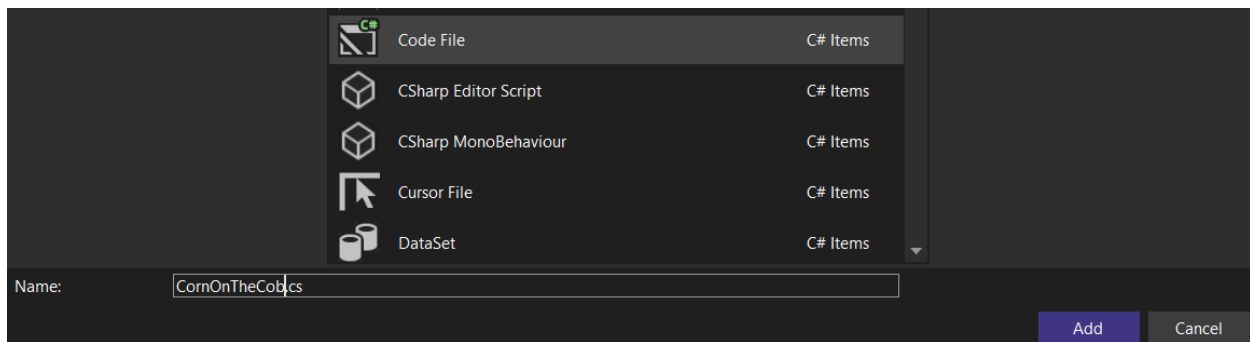 C#
Code File C# Items
CSharp Editor Script C# Items
CSharp MonoBehaviour C# Items
Cursor File C# Items
DataSet C# Items
Name: CornOnTheCob.cs
Add Cancel